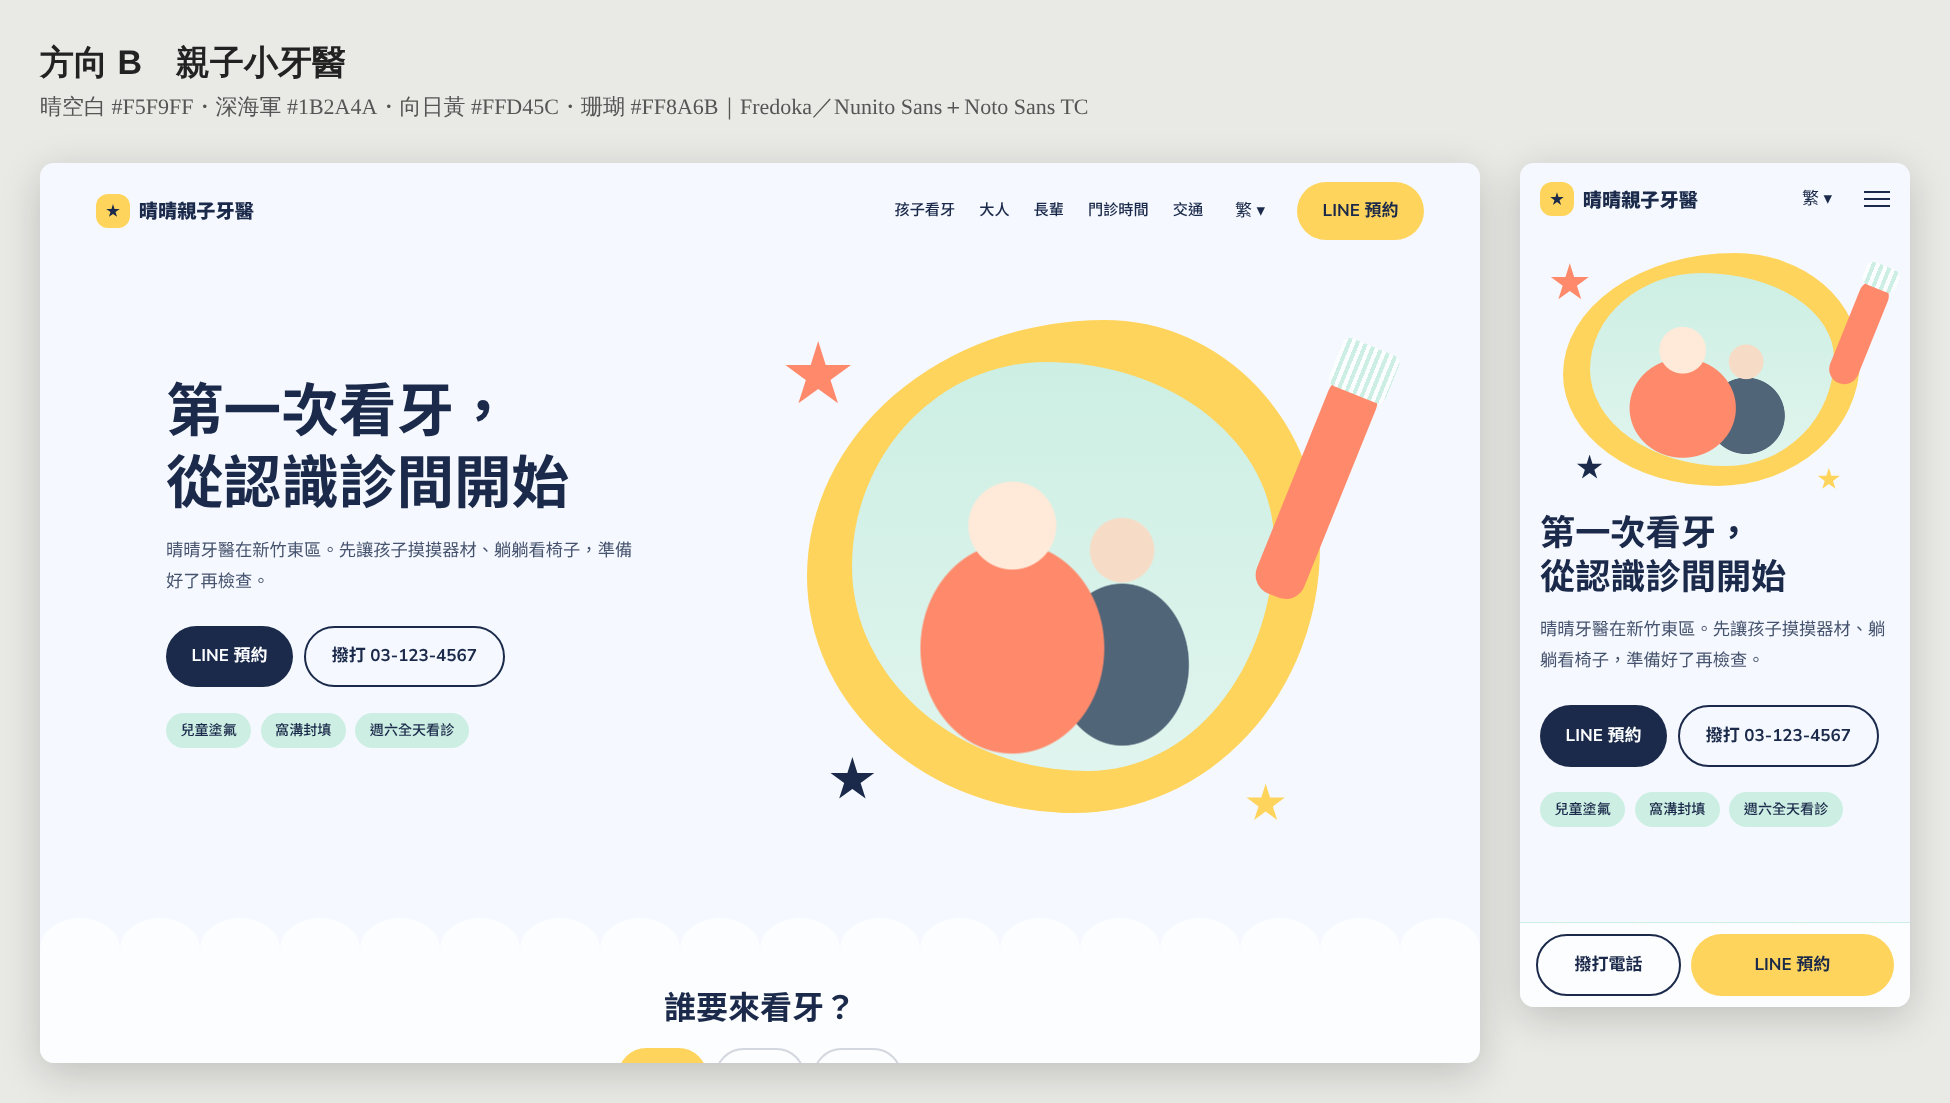 方向 B 親子小牙醫
晴空白 #F5F9FF・深海軍 #1B2A4A・向日黃 #FFD45C・珊瑚 #FF8A6B｜Fredoka／Nunito Sans＋Noto Sans TC
★ 晴晴親子牙醫
孩子看牙 大人 長輩 門診時間 交通 繁 ▾ LINE 預約
第一次看牙，
從認識診間開始
晴晴牙醫在新竹東區。先讓孩子摸摸器材、躺躺看椅子，準備
好了再檢查。
LINE 預約 撥打 03-123-4567
兒童塗氟 窩溝封填 週六全天看診
誰要來看牙？
★ 晴晴親子牙醫 繁 ▾
第一次看牙，
從認識診間開始
晴晴牙醫在新竹東區。先讓孩子摸摸器材、躺
躺看椅子，準備好了再檢查。
LINE 預約 撥打 03-123-4567
兒童塗氟 窩溝封填 週六全天看診
撥打電話 LINE 預約